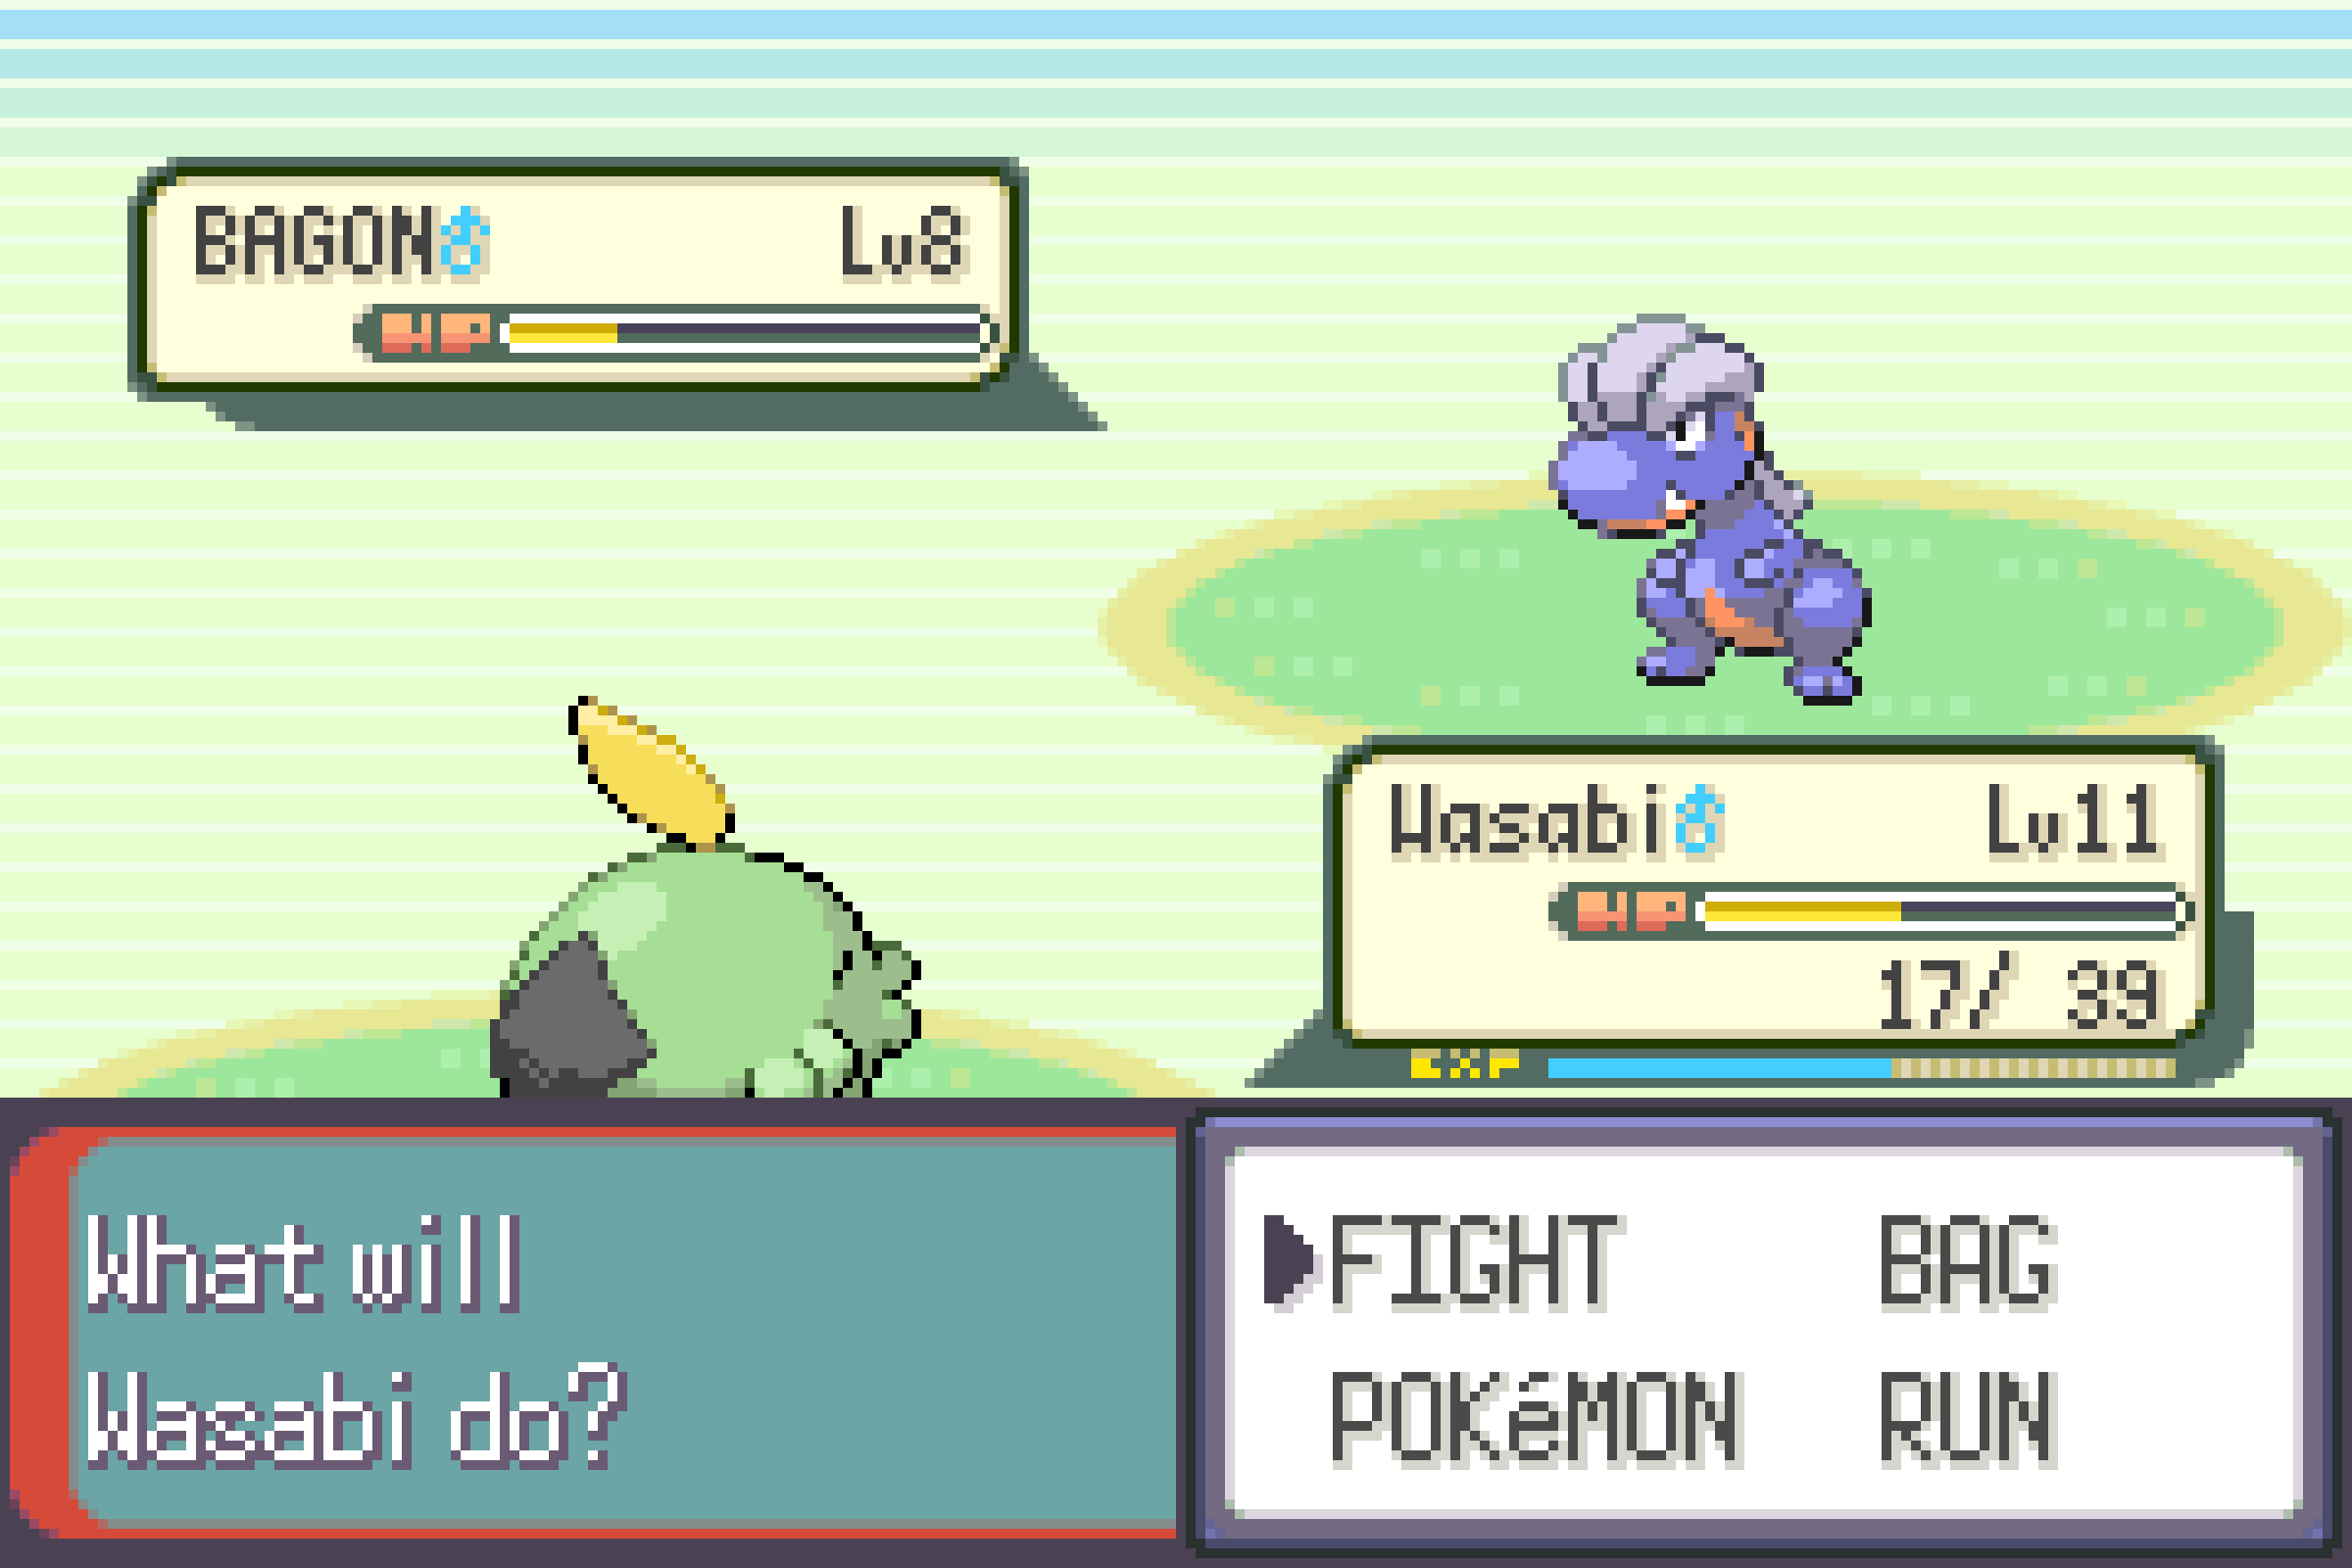 BAGON♂ Lv8
HP
Wasabi♂ Lv11
HP
17/ 39
EXP
What will
Wasabi do?
FIGHT BAG
POKéMON RUN